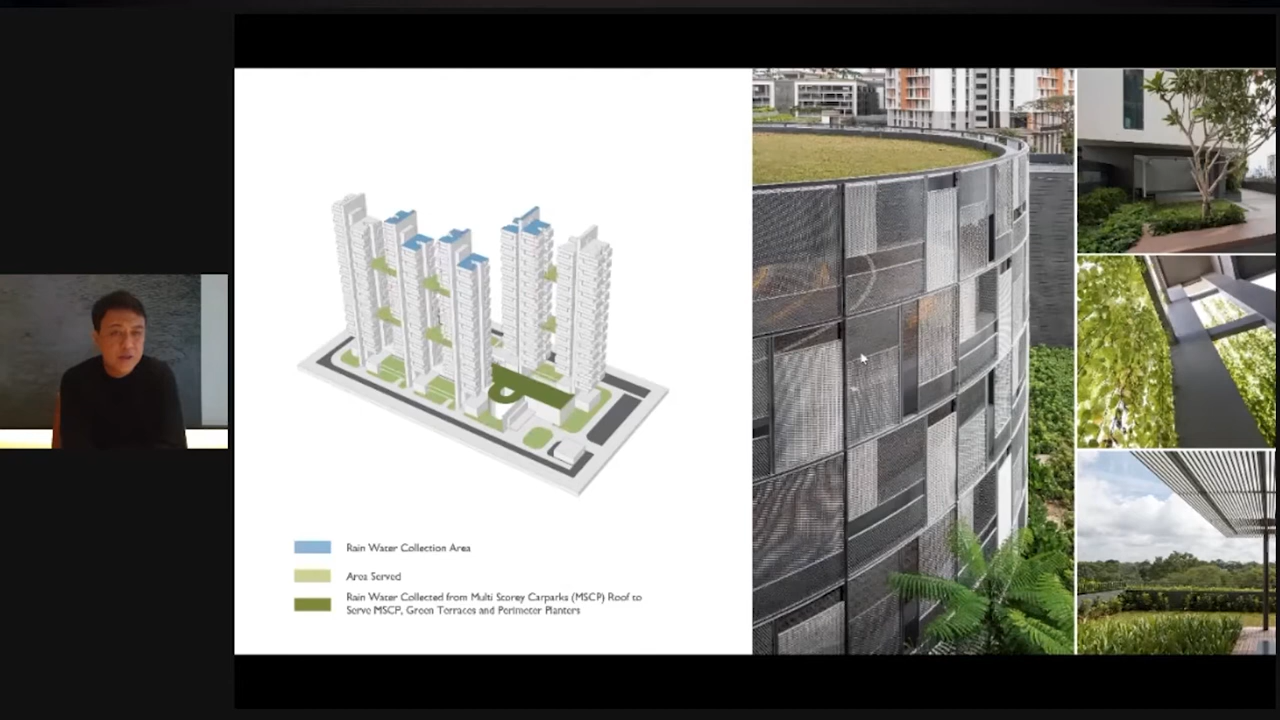 Rain Water Collection Area
Area Served
Rain Water Collected from Multi Storey Carparks (MSCP) Roof to
Serve MSCP, Green Terraces and Perimeter Planters